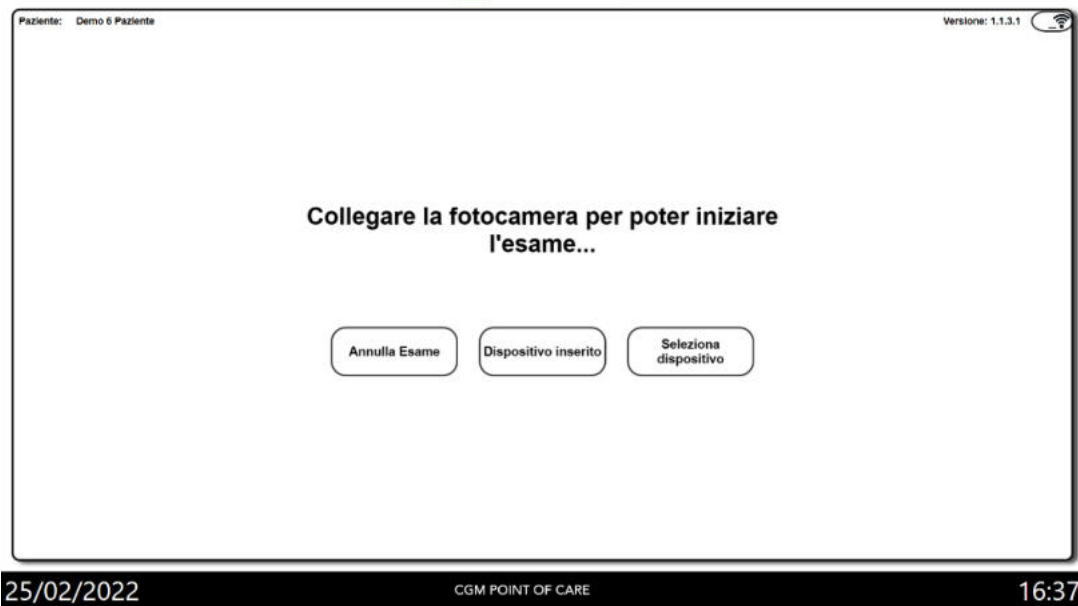 Paziente: Demo 6 Paziente
Versione: 1.1.3.1
Collegare la fotocamera per poter iniziare
l'esame...
Annulla Esame
Dispositivo inserito
Seleziona
dispositivo
25/02/2022
CGM POINT OF CARE
16:37